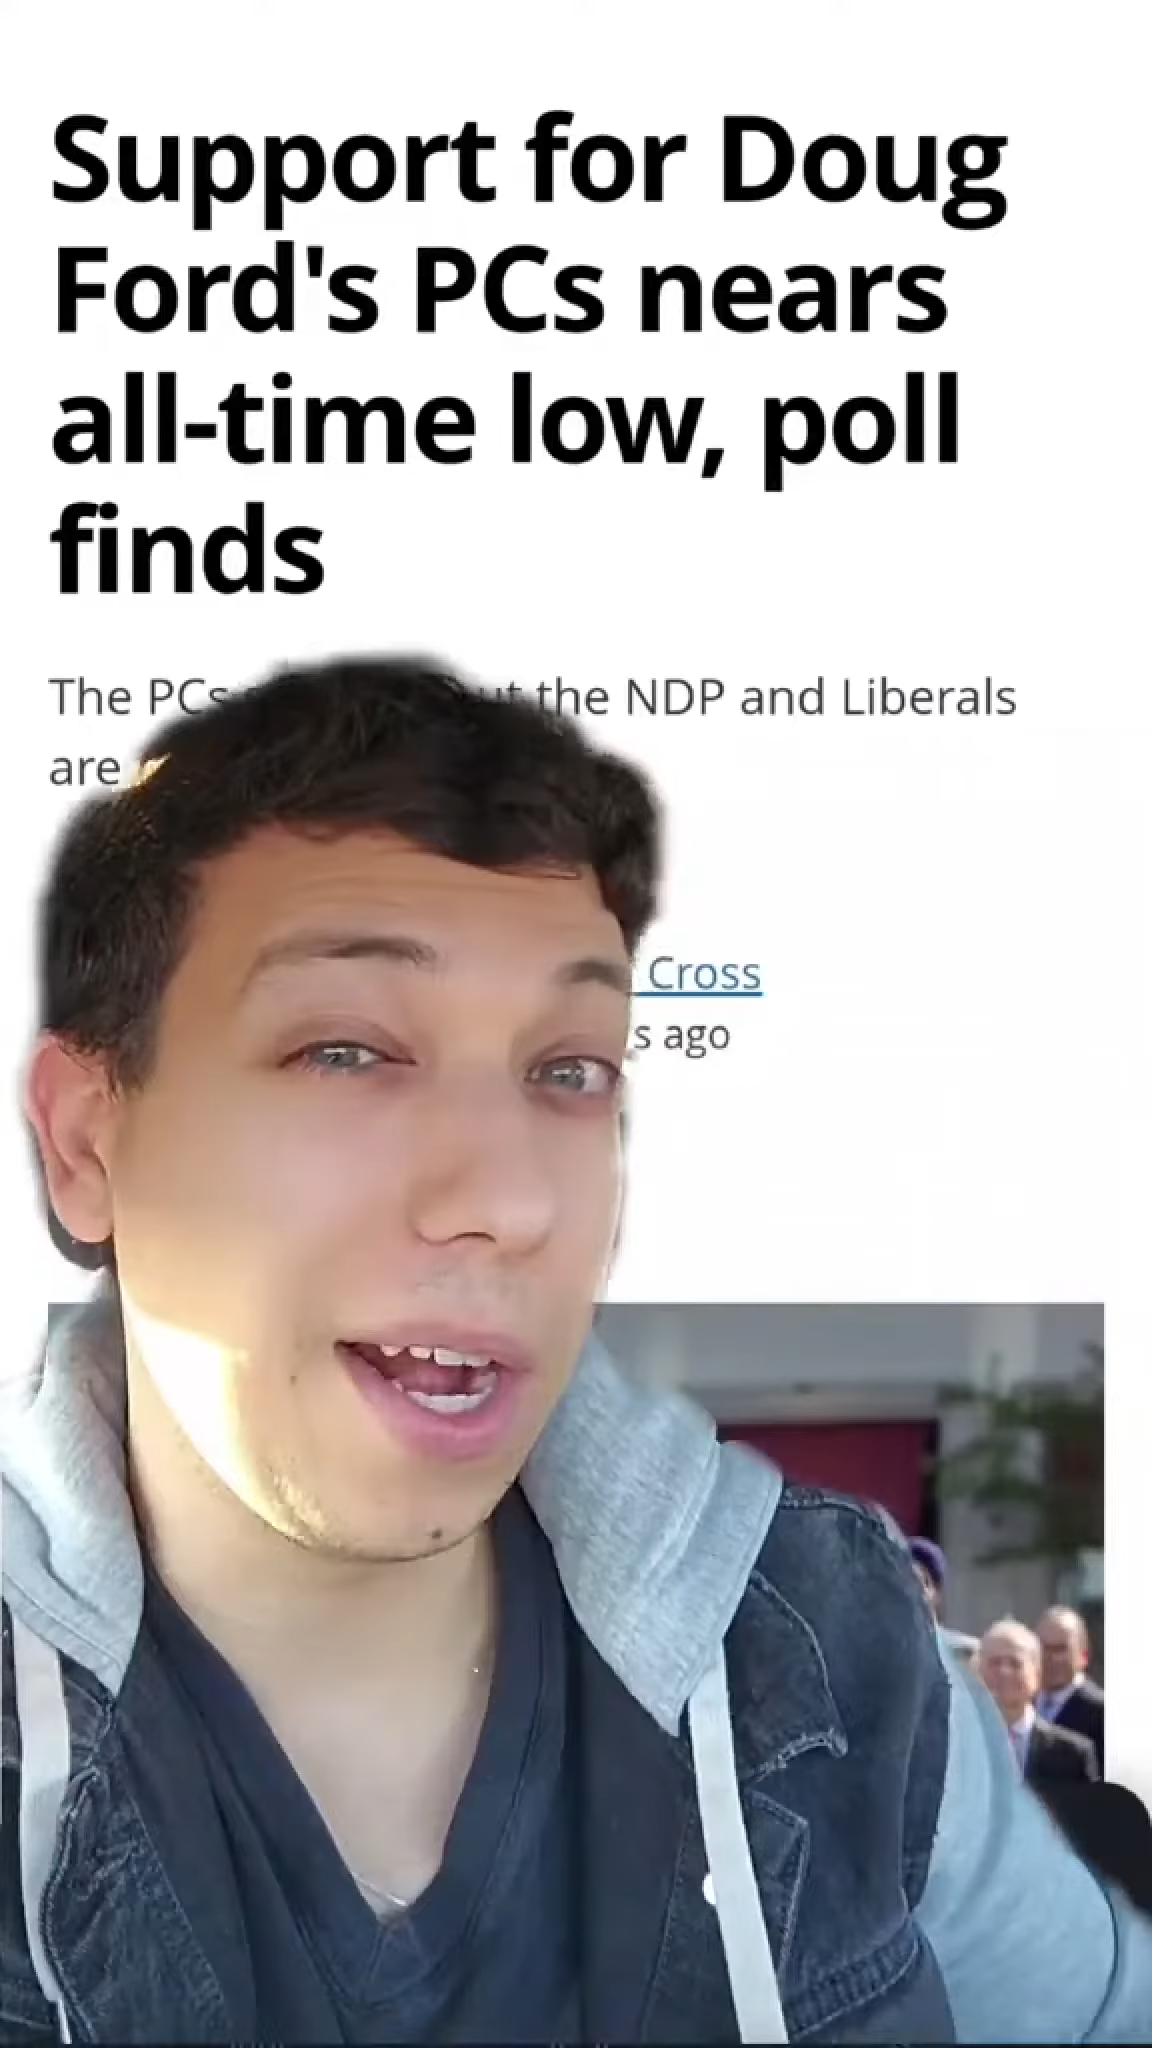 Support for Doug
Ford's PCs nears
all-time low, poll
finds
The PCs the NDP and Liberals
are
Cross
ago